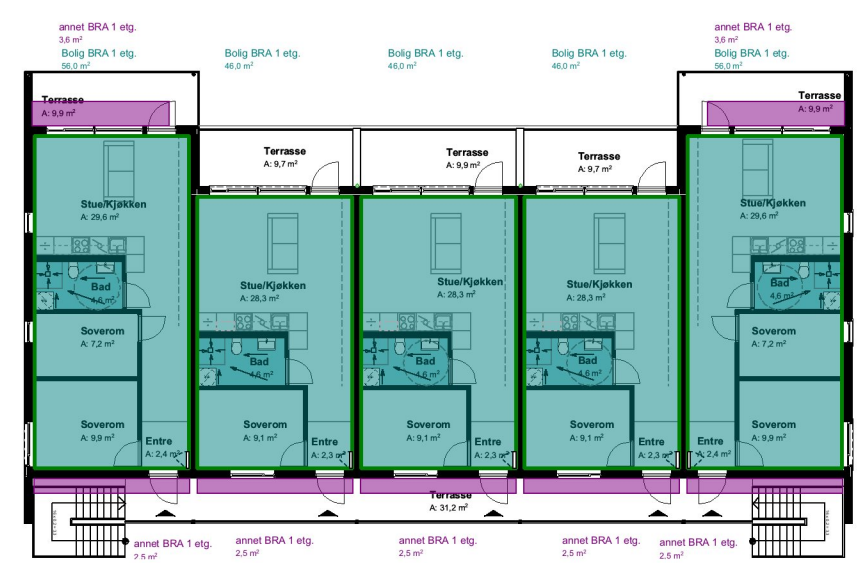 annet BRA 1 etg.
3,6 m²
Bolig BRA 1 etg.
56,0 m²
Bolig BRA 1 etg.
46,0 m²
Bolig BRA 1 etg.
46,0 m²
Bolig BRA 1 etg.
46,0 m²
annet BRA 1 etg.
3,6 m²
Bolig BRA 1 etg.
56,0 m²
Terrasse
A: 9,9 m²
Terrasse
A: 9,7 m²
Terrasse
A: 9,9 m²
Terrasse
A: 9,7 m²
Terrasse
A: 9,9 m²
Stue/Kjøkken
A: 29,6 m²
Stue/Kjøkken
A: 28,3 m²
Stue/Kjøkken
A: 28,3 m²
Stue/Kjøkken
A: 28,3 m²
Stue/Kjøkken
A: 29,6 m²
Bad
4,6 m²
Bad
4,6 m²
Bad
4,6 m²
Bad
4,6 m²
Bad
4,6 m²
Soverom
A: 7,2 m²
Soverom
A: 7,2 m²
Soverom
A: 9,9 m²
Entre
A: 2,4 m²
Soverom
A: 9,1 m²
Entre
A: 2,3 m²
Soverom
A: 9,1 m²
Entre
A: 2,3 m²
Soverom
A: 9,1 m²
Entre
A: 2,3 m²
Entre
A: 2,4 m²
Soverom
A: 9,9 m²
Terrasse
A: 31,2 m²
annet BRA 1 etg.
2,5 m²
annet BRA 1 etg.
2,5 m²
annet BRA 1 etg.
2,5 m²
annet BRA 1 etg.
2,5 m²
annet BRA 1 etg.
2,5 m²